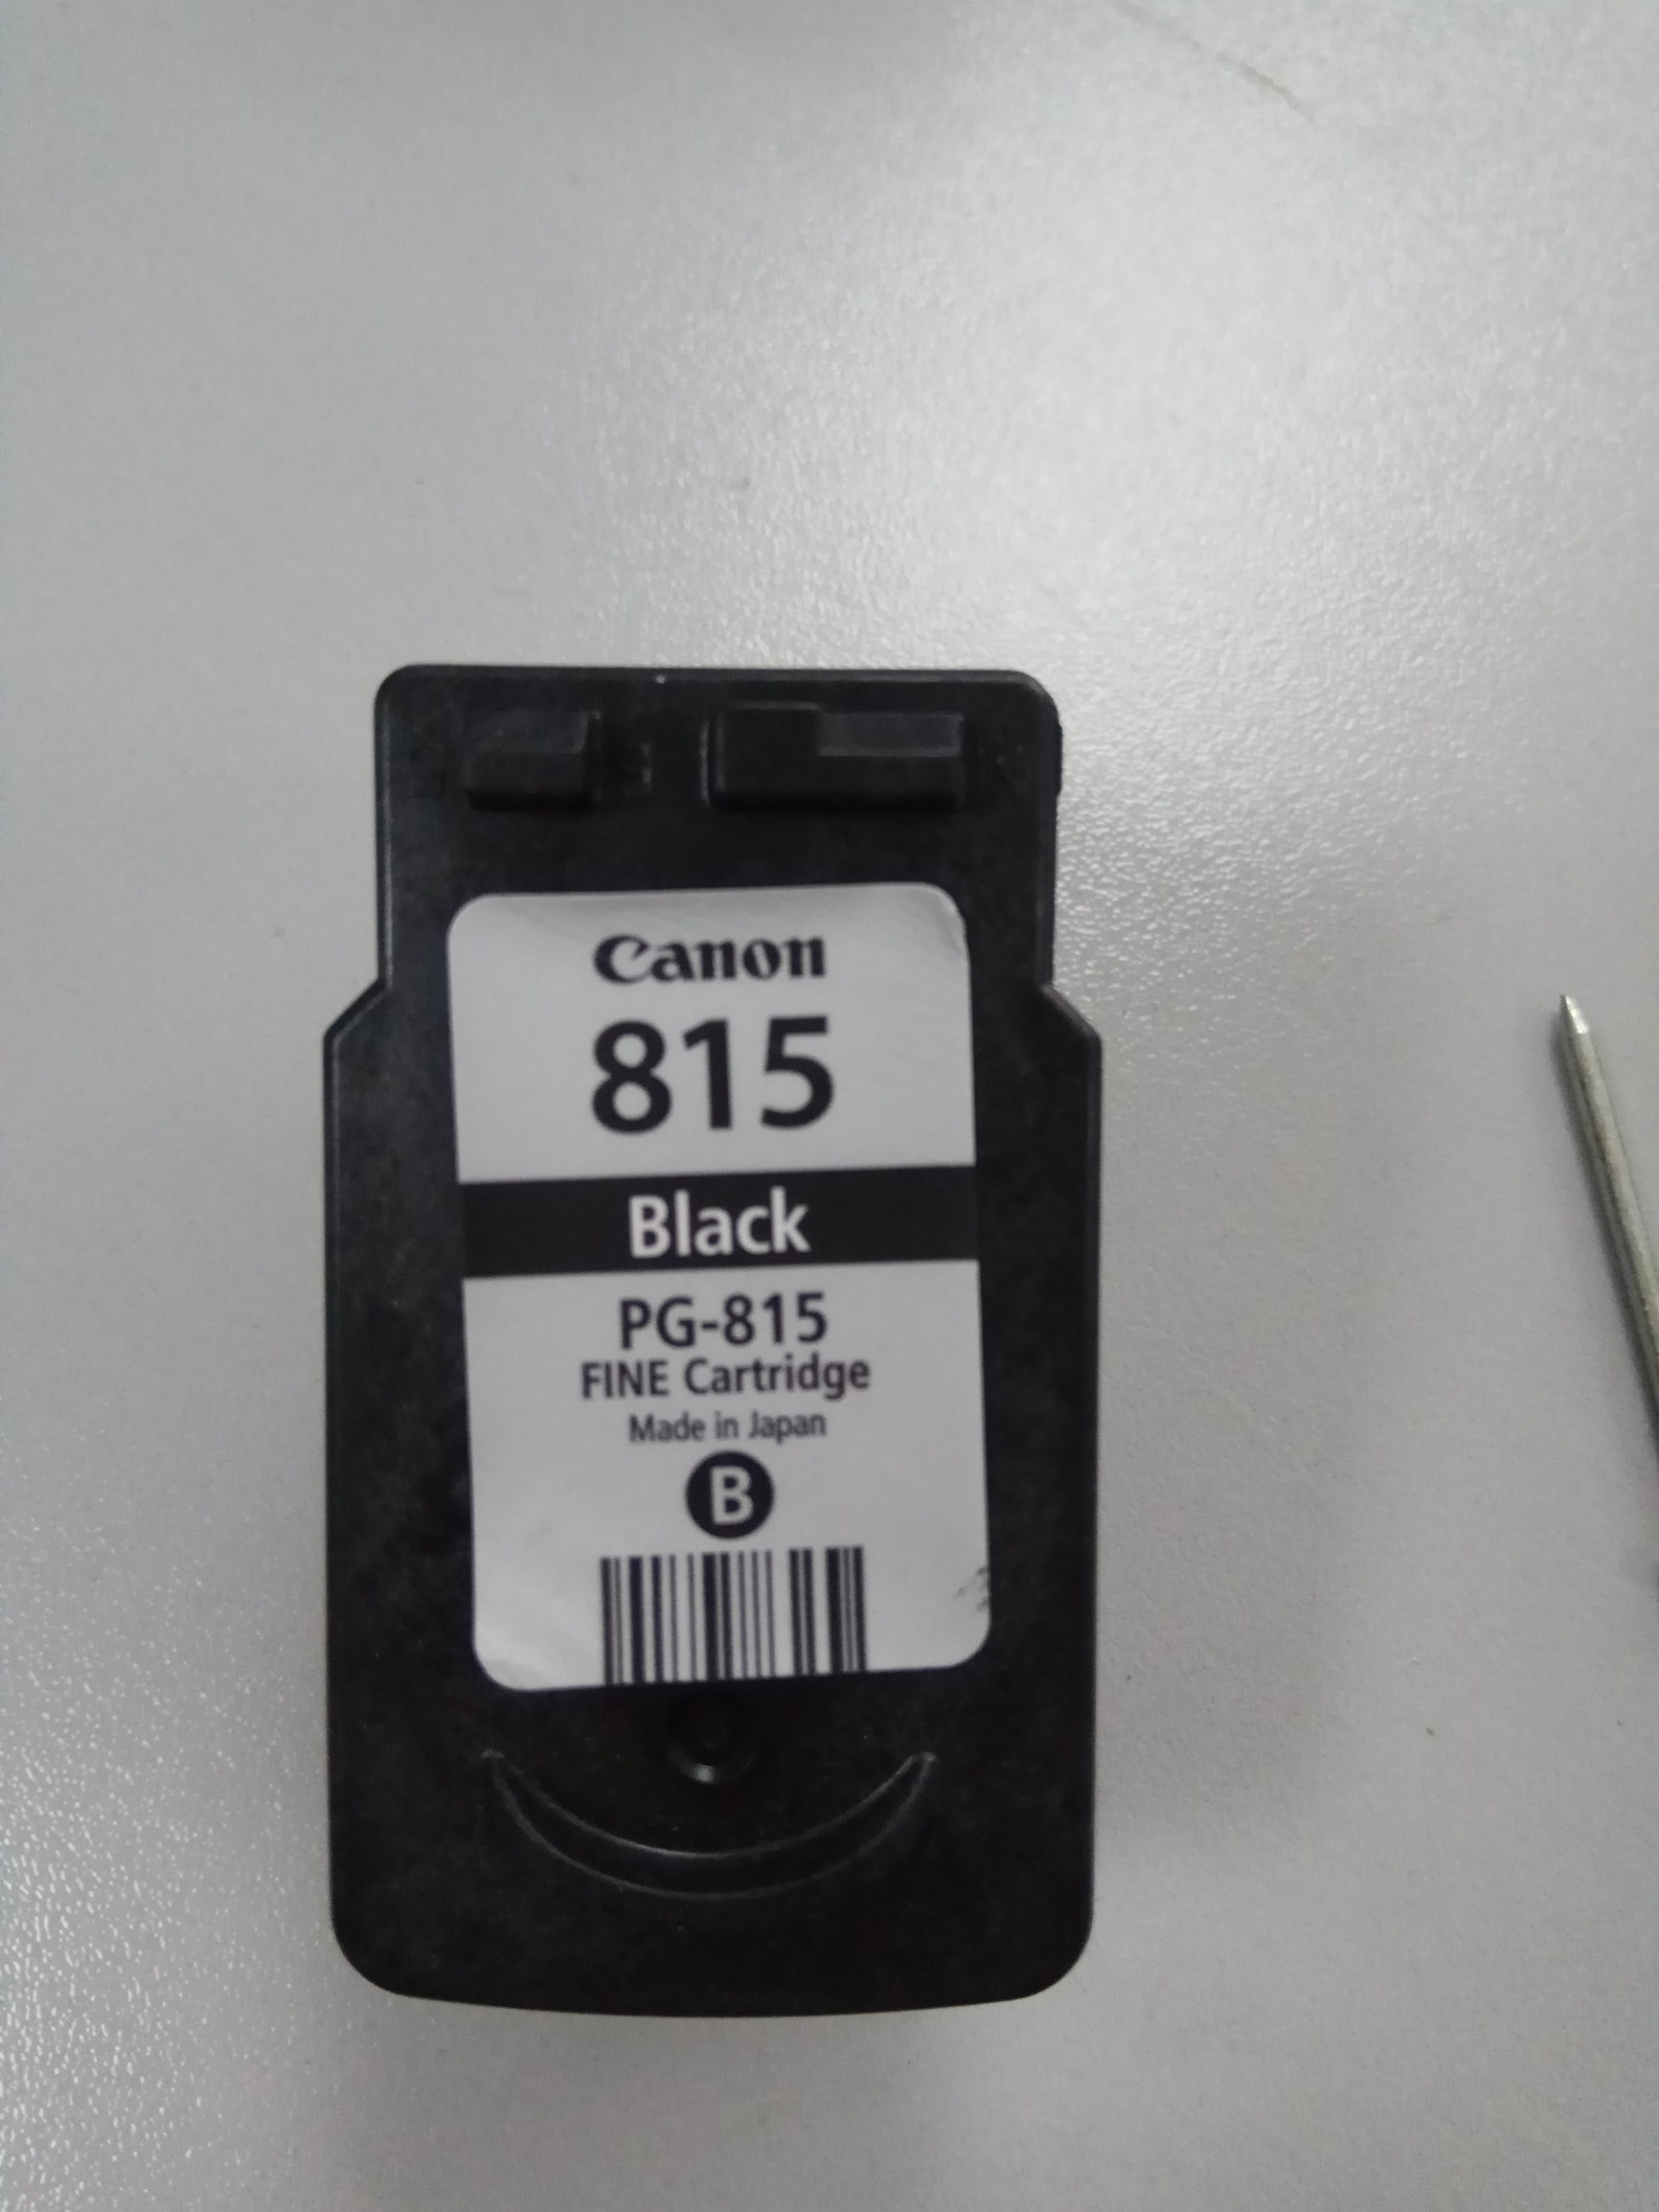 Canon
815
Black
PG-815
FINE Cartridge
Made in Japan
B